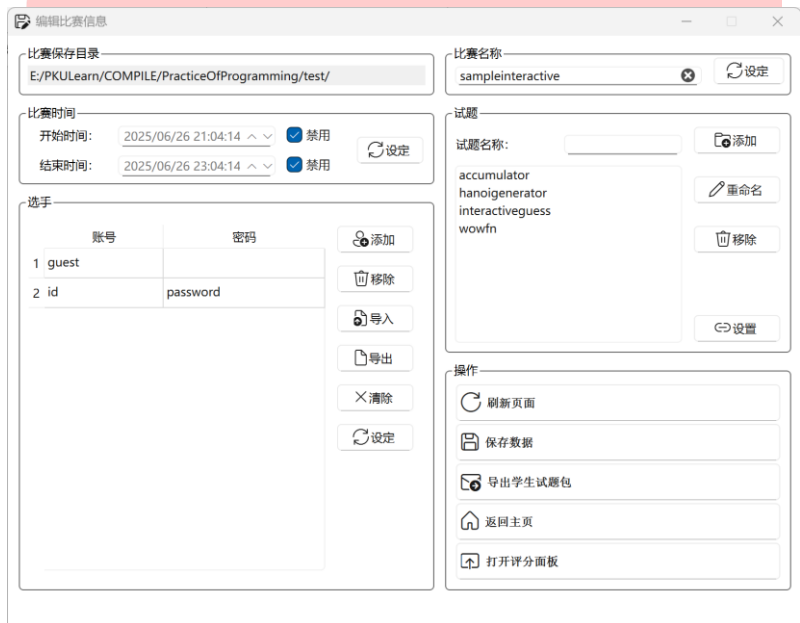 编辑比赛信息
比赛保存目录
E:/PKULearn/COMPILE/PracticeOfProgramming/test/
比赛名称
sampleinteractive
设定
比赛时间
开始时间:
2025/06/26 21:04:14
禁用
结束时间:
2025/06/26 23:04:14
禁用
设定
选手
账号
密码
1 guest
2 id password
添加
移除
导入
导出
清除
设定
试题
试题名称:
添加
accumulator
hanoigenerator
interactiveguess
wowfn
重命名
移除
设置
操作
刷新页面
保存数据
导出学生试题包
返回主页
打开评分面板